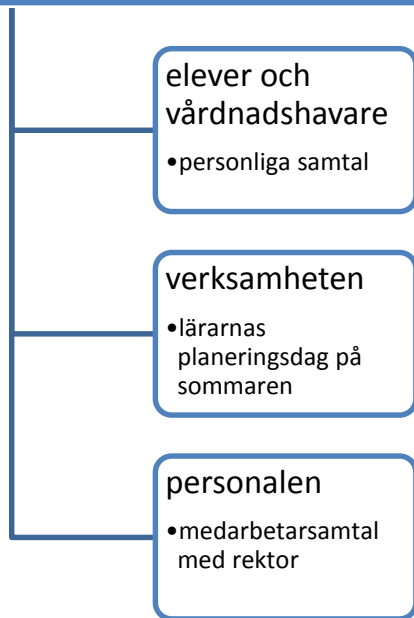 elever och
vårdnadshavare
•personliga samtal
verksamheten
•lärarnas
planeringsdag på
sommaren
personalen
•medarbetarsamtal
med rektor